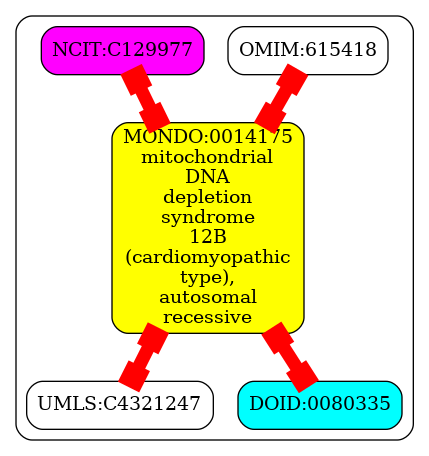 NCIT:C129977
OMIM:615418
MONDO:0014175
mitochondrial
DNA
depletion
syndrome
12B
(cardiomyopathic
type),
autosomal
recessive
UMLS:C4321247
DOID:0080335